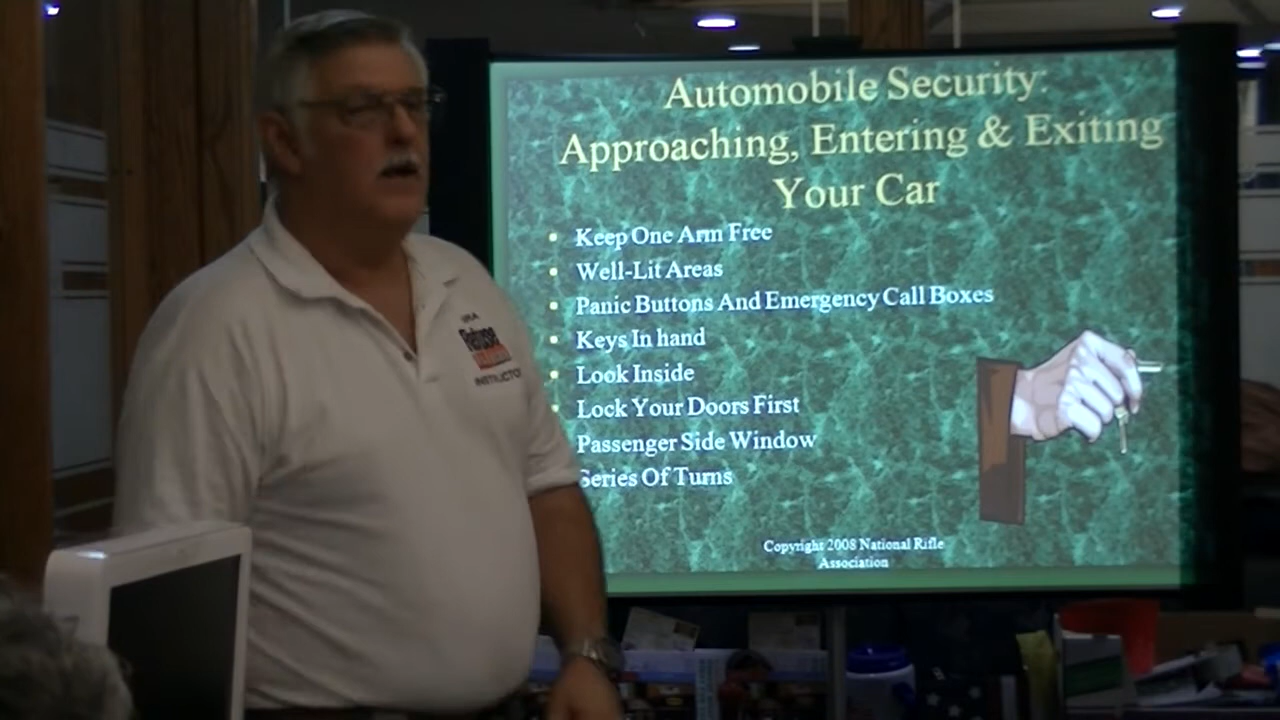 Automobile Security:
Approaching, Entering & Exiting
Your Car
• Keep One Arm Free
• Well-Lit Areas
• Panic Buttons And Emergency Call Boxes
• Keys In hand
• Look Inside
• Lock Your Doors First
Passenger Side Window
Series Of Turns
Copyright 2008 National Rifle
Association
NRA
Refuse
INSTRUCTOR